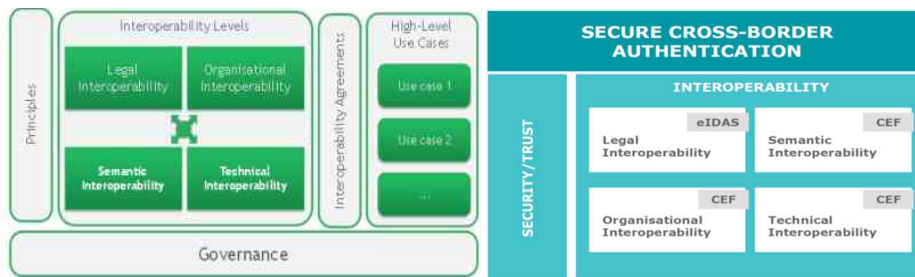 Principles
Interoperability Levels
Legal
Interoperability
Organisational
Interoperability
Semantic
Interoperability
Technical
Interoperability
Interoperability Agreements
High-Level
Use Cases
Use case 1
Use case 2
...
Governance
SECURE CROSS-BORDER
AUTHENTICATION
SECURITY/TRUST
INTEROPERABILITY
eIDAS
Legal
Interoperability
CEF
Semantic
Interoperability
CEF
Organisational
Interoperability
CEF
Technical
Interoperability